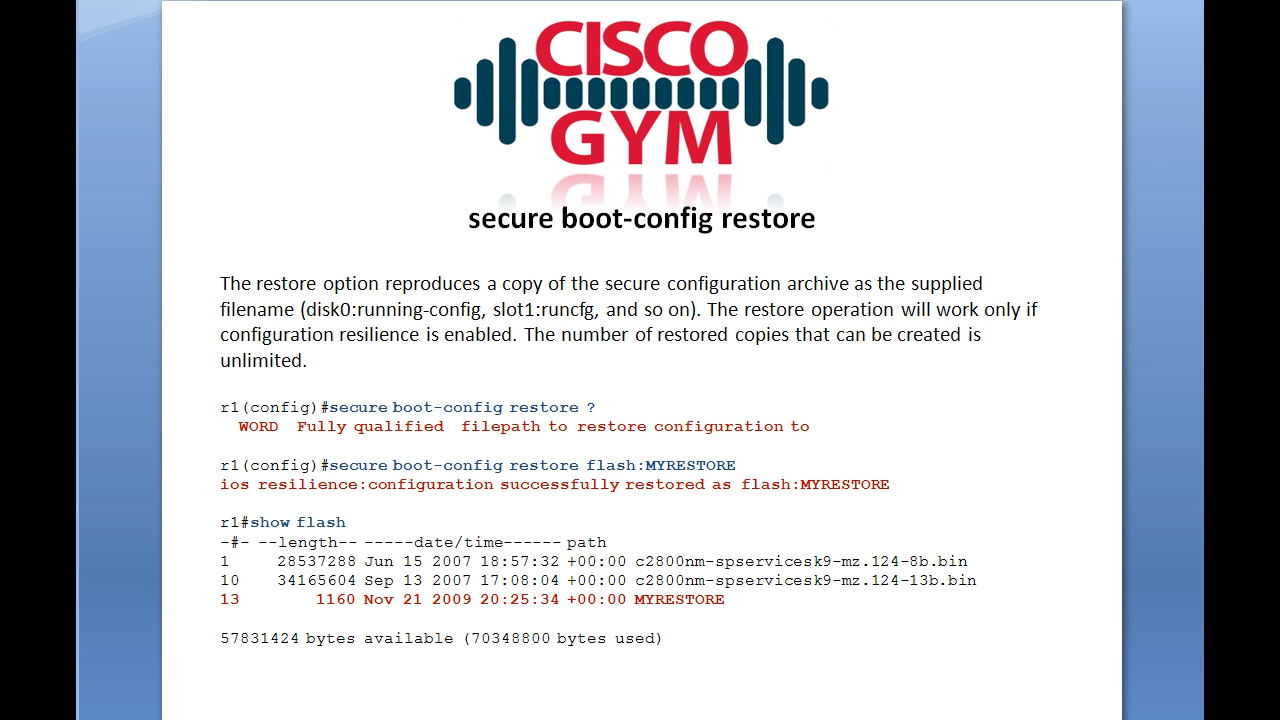 CISCO
GYM
secure boot-config restore
The restore option reproduces a copy of the secure configuration archive as the supplied
filename (disk0:running-config, slot1:runcfg, and so on). The restore operation will work only if
configuration resilience is enabled. The number of restored copies that can be created is
unlimited.
r1(config)#secure boot-config restore ?
WORD  Fully qualified  filepath to restore configuration to
r1(config)#secure boot-config restore flash:MYRESTORE
ios resilience:configuration successfully restored as flash:MYRESTORE
r1#show flash
-#- --length-- -----date/time------ path
1     28537288 Jun 15 2007 18:57:32 +00:00 c2800nm-spservicesk9-mz.124-8b.bin
10    34165604 Sep 13 2007 17:08:04 +00:00 c2800nm-spservicesk9-mz.124-13b.bin
13        1160 Nov 21 2009 20:25:34 +00:00 MYRESTORE
57831424 bytes available (70348800 bytes used)